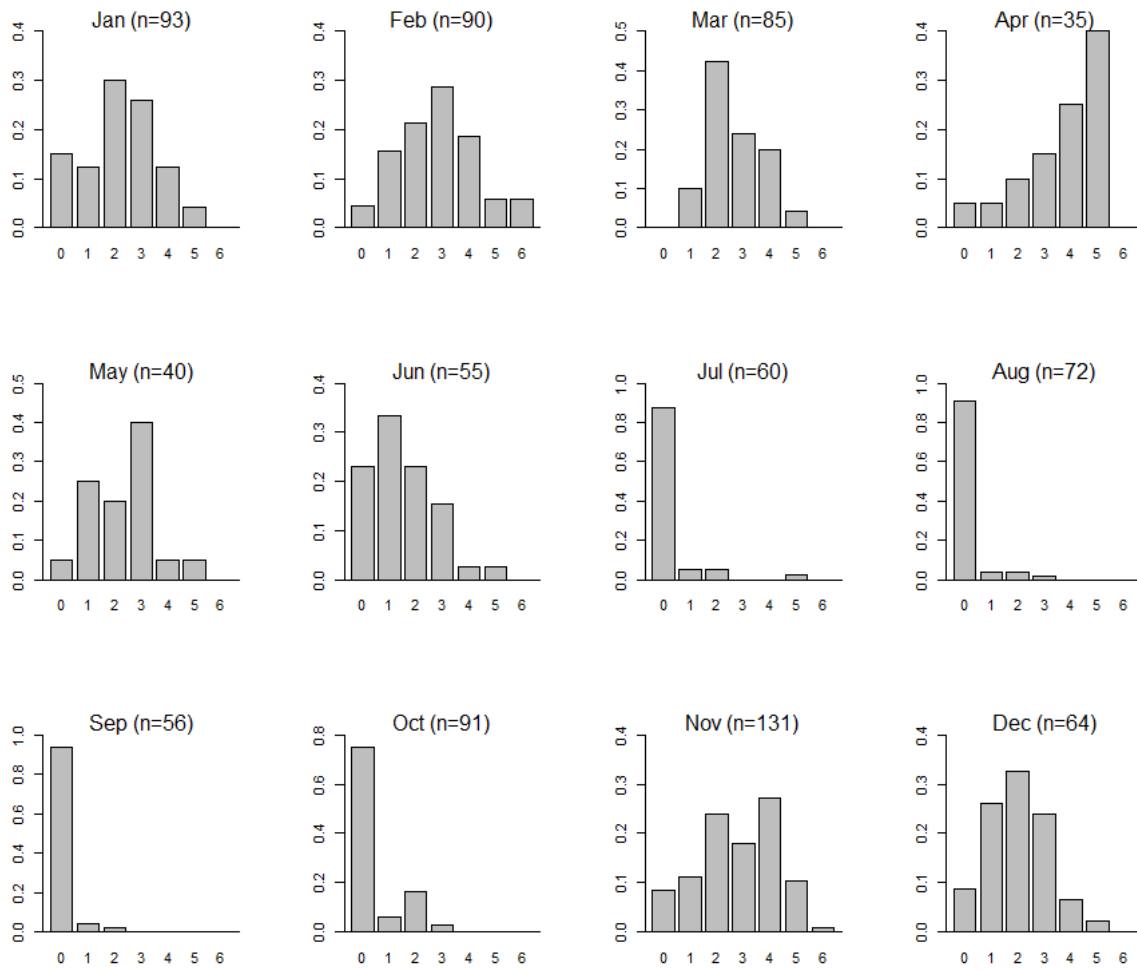 Jan (n=93) Feb (n=90) Mar (n=85) Apr (n=35)
0.0 0.1 0.2 0.3 0.4 0.0 0.1 0.2 0.3 0.4 0.0 0.1 0.2 0.3 0.4 0.5 0.0 0.1 0.2 0.3 0.4
0 1 2 3 4 5 6 0 1 2 3 4 5 6 0 1 2 3 4 5 6 0 1 2 3 4 5 6
May (n=40) Jun (n=55) Jul (n=60) Aug (n=72)
0.0 0.1 0.2 0.3 0.4 0.5 0.0 0.1 0.2 0.3 0.4 0.0 0.2 0.4 0.6 0.8 1.0 0.0 0.2 0.4 0.6 0.8 1.0
0 1 2 3 4 5 6 0 1 2 3 4 5 6 0 1 2 3 4 5 6 0 1 2 3 4 5 6
Sep (n=56) Oct (n=91) Nov (n=131) Dec (n=64)
0.0 0.2 0.4 0.6 0.8 1.0 0.0 0.2 0.4 0.6 0.8 0.0 0.1 0.2 0.3 0.4 0.0 0.1 0.2 0.3 0.4
0 1 2 3 4 5 6 0 1 2 3 4 5 6 0 1 2 3 4 5 6 0 1 2 3 4 5 6